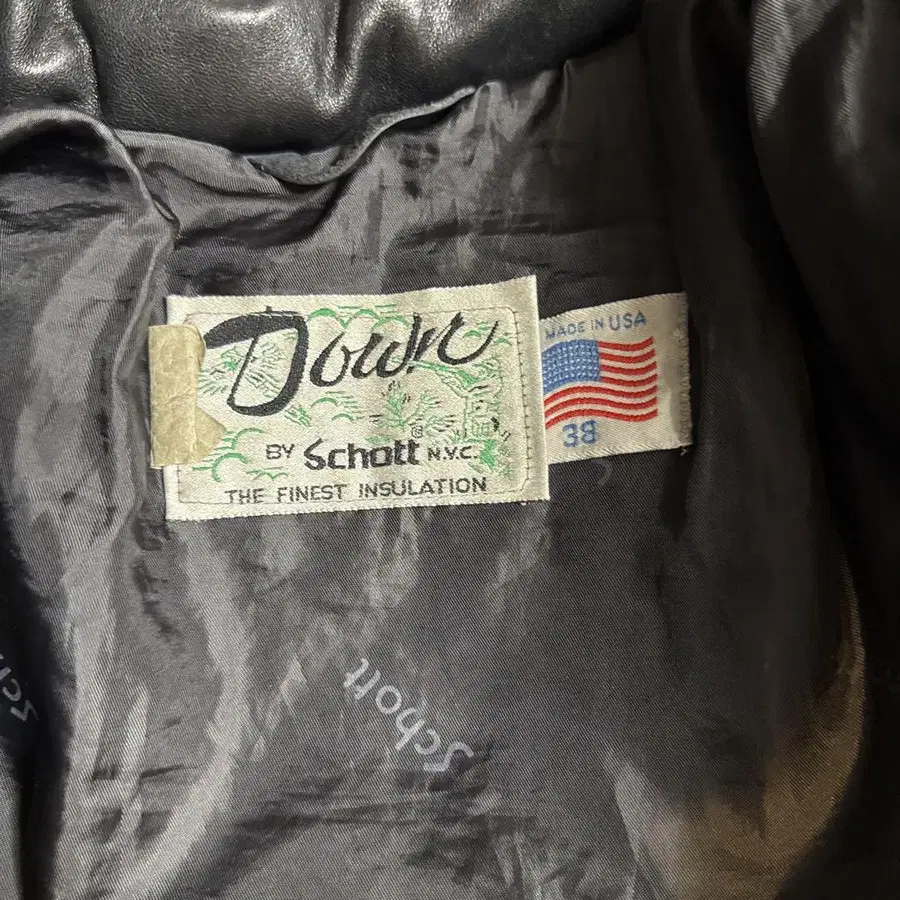 Down
BY Schott® N.Y.C.
THE FINEST INSULATION
MADE IN USA
38
Schott